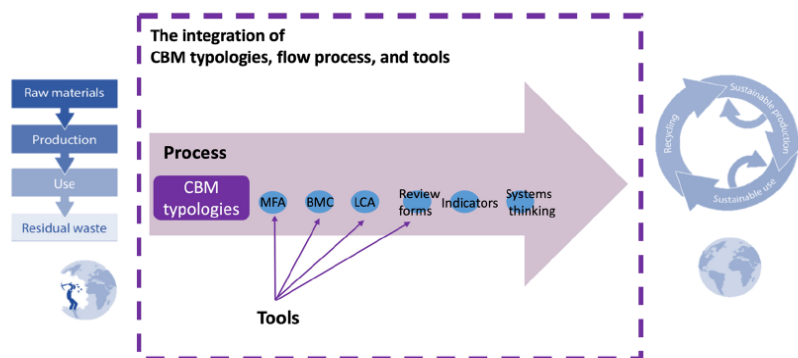 The integration of
CBM typologies, flow process, and tools
Raw materials
Production
Use
Residual waste
Process
CBM
typologies
MFA
BMC
LCA
Review
forms
Indicators
Systems
thinking
Tools
Recycling
Sustainable production
Sustainable use